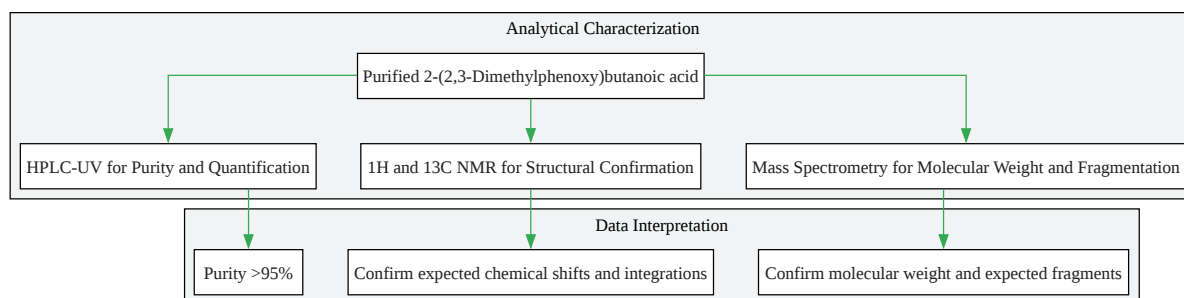 Analytical Characterization
Purified 2-(2,3-Dimethylphenoxy)butanoic acid
HPLC-UV for Purity and Quantification
1H and 13C NMR for Structural Confirmation
Mass Spectrometry for Molecular Weight and Fragmentation
Data Interpretation
Purity >95%
Confirm expected chemical shifts and integrations
Confirm molecular weight and expected fragments